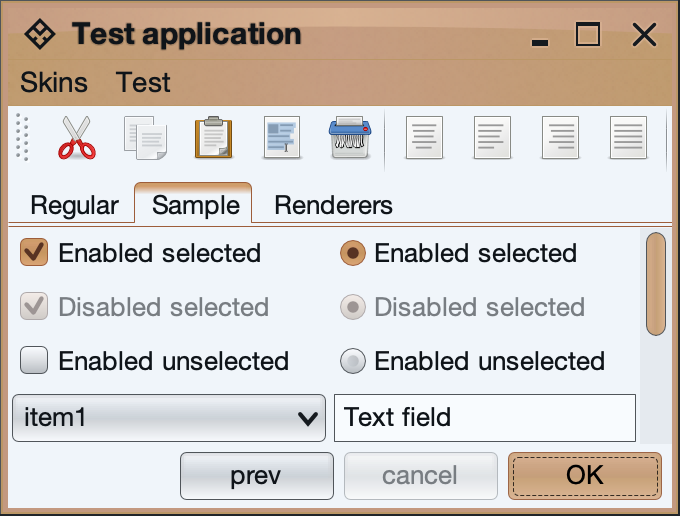 Test application
Skins Test
Regular Sample Renderers
Enabled selected Enabled selected
Disabled selected Disabled selected
Enabled unselected Enabled unselected
item1 Text field
prev cancel OK